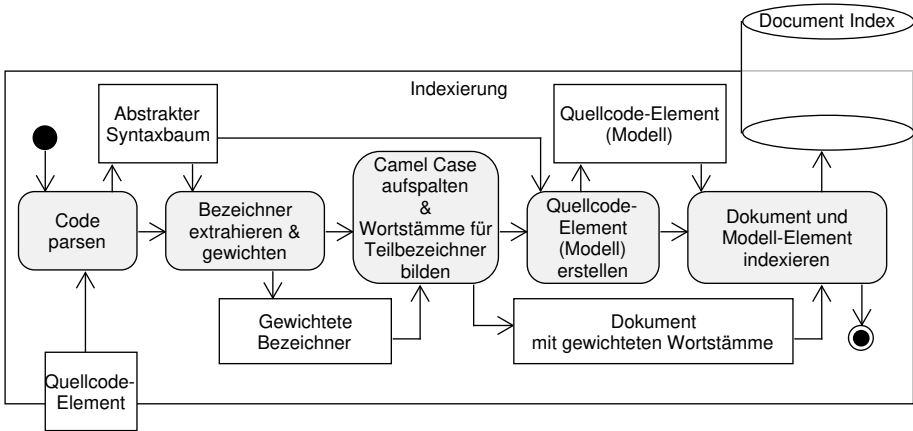 Document Index
Indexierung
Abstrakter
Syntaxbaum
Quellcode-Element
(Modell)
Code
parsen
Bezeichner
extrahieren &
gewichten
Camel Case
aufspalten
&
Wortstämme für
Teilbezeichner
bilden
Quellcode-
Element
(Modell)
erstellen
Dokument und
Modell-Element
indexieren
Gewichtete
Bezeichner
Dokument
mit gewichteten Wortstämme
Quellcode-
Element